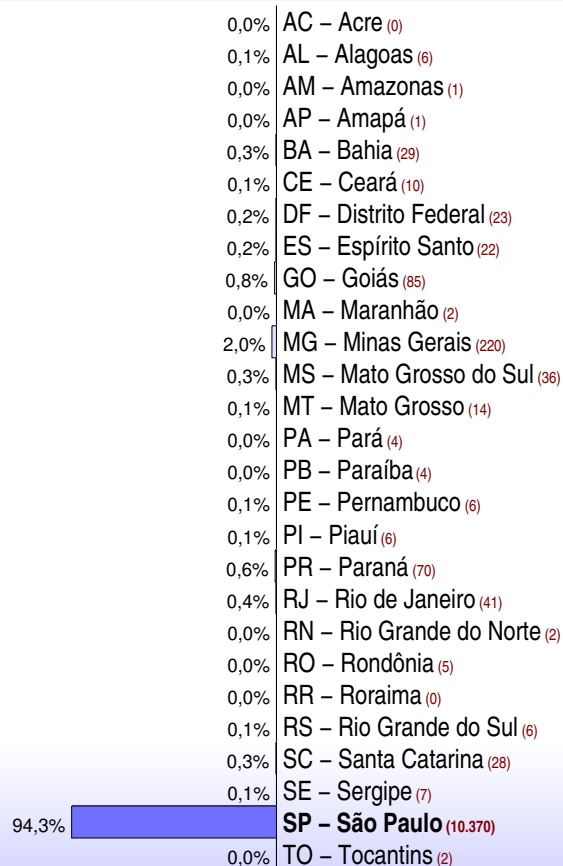 0,0% AC – Acre (0)
0,1% AL – Alagoas (6)
0,0% AM – Amazonas (1)
0,0% AP – Amapá (1)
0,3% BA – Bahia (29)
0,1% CE – Ceará (10)
0,2% DF – Distrito Federal (23)
0,2% ES – Espírito Santo (22)
0,8% GO – Goiás (85)
0,0% MA – Maranhão (2)
2,0% MG – Minas Gerais (220)
0,3% MS – Mato Grosso do Sul (36)
0,1% MT – Mato Grosso (14)
0,0% PA – Pará (4)
0,0% PB – Paraíba (4)
0,1% PE – Pernambuco (6)
0,1% PI – Piauí (6)
0,6% PR – Paraná (70)
0,4% RJ – Rio de Janeiro (41)
0,0% RN – Rio Grande do Norte (2)
0,0% RO – Rondônia (5)
0,0% RR – Roraima (0)
0,1% RS – Rio Grande do Sul (6)
0,3% SC – Santa Catarina (28)
0,1% SE – Sergipe (7)
94,3% SP – São Paulo (10.370)
0,0% TO – Tocantins (2)